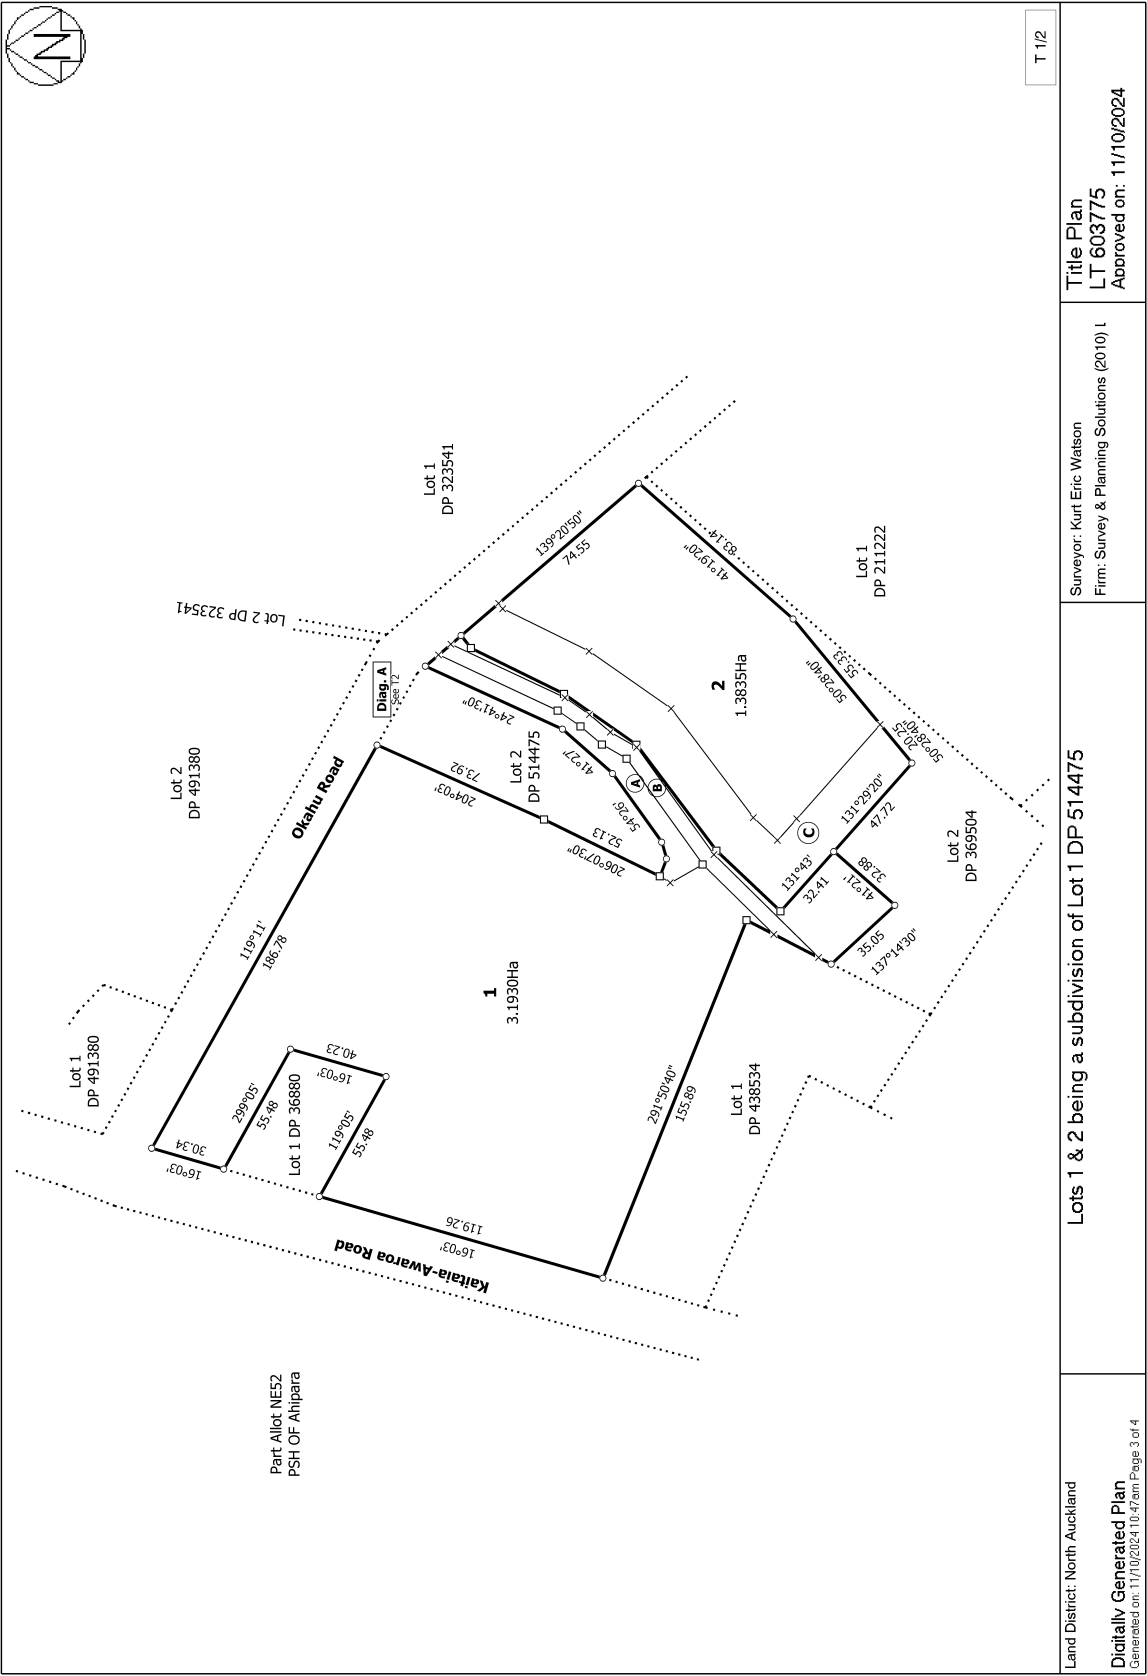 N
T 1/2
Lot 1
DP 491380
Lot 2
DP 491380
Okahu Road
Lot 2 DP 323541
Diag. A
See T2
Lot 1
DP 323541
119°11'
186.78
30.34
16°03'
299°05'
55.48
40.23
16°03'
Lot 1 DP 36880
119°05'
55.48
119.26
16°03'
Kaitaia-Awaroa Road
Part Allot NE52
PSH OF Ahipara
1
3.1930Ha
204°03'
73.92
206°07'30"
52.13
Lot 2
DP 514475
24°41'30"
41°27'
54°26'
A
B
C
139°20'50"
74.55
2
1.3835Ha
41°19'20"
83.14
50°28'40"
55.33
20.25
50°28'40"
Lot 1
DP 211222
131°29'20"
47.72
131°43'
32.41
32.88
41°21'
35.05
137°14'30"
Lot 2
DP 369504
291°50'40"
155.89
Lot 1
DP 438534
Land District: North Auckland
Digitally Generated Plan
Generated on: 11/10/2024 10:47am Page 3 of 4
Lots 1 & 2 being a subdivision of Lot 1 DP 514475
Surveyor: Kurt Eric Watson
Firm: Survey & Planning Solutions (2010) L
Title Plan
LT 603775
Approved on: 11/10/2024